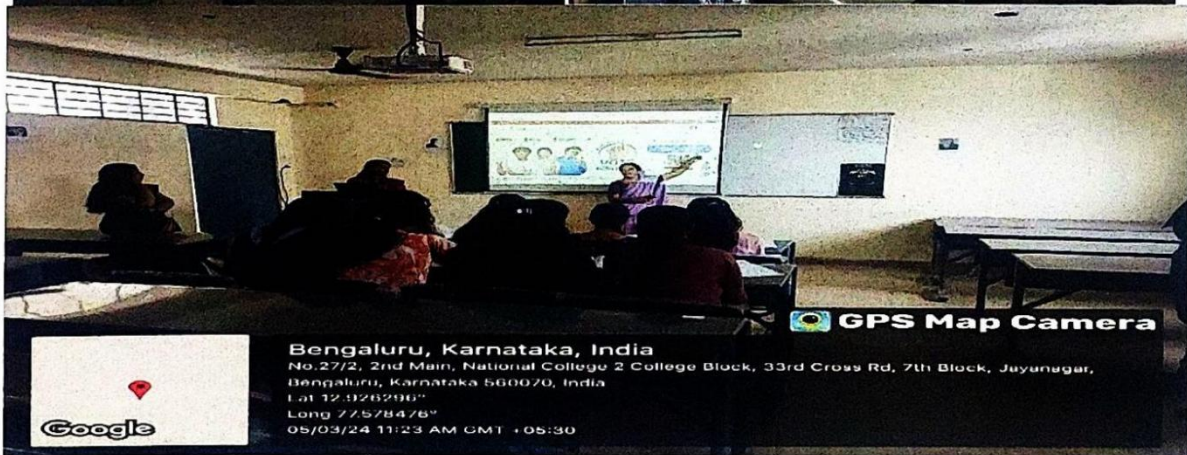 GPS Map Camera
Bengaluru, Karnataka, India
No.27/2, 2nd Main, National College 2 College Block, 33rd Cross Rd, 7th Block, Jayanagar,
Bengaluru, Karnataka 560070, India
Lat 12.926296°
Long 77.578476°
05/03/24 11:23 AM GMT +05:30
Google